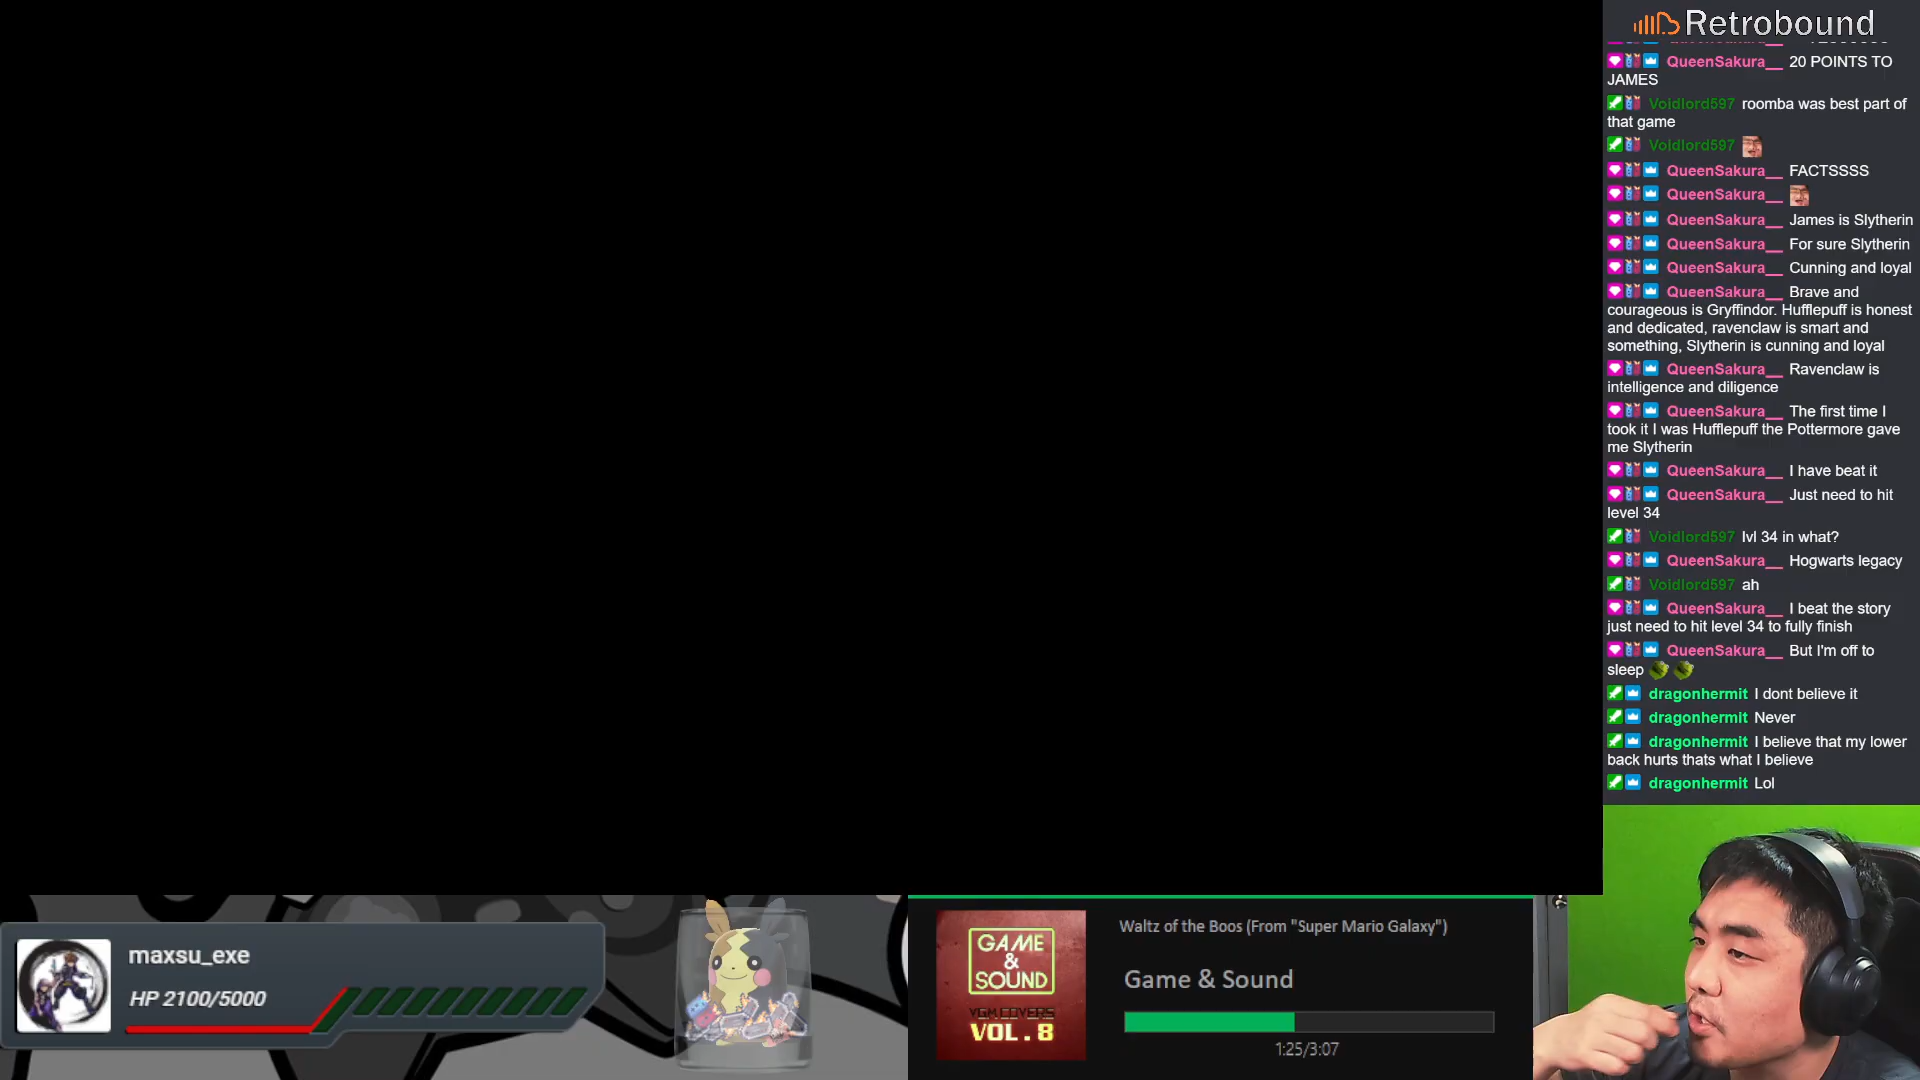 Retrobound
QueenSakura__ 20 POINTS TO
JAMES
Voidlord597 roomba was best part of
that game
Voidlord597
QueenSakura__ FACTSSSS
QueenSakura__
QueenSakura__ James is Slytherin
QueenSakura__ For sure Slytherin
QueenSakura__ Cunning and loyal
QueenSakura__ Brave and
courageous is Gryffindor. Hufflepuff is honest
and dedicated, ravenclaw is smart and
something, Slytherin is cunning and loyal
QueenSakura__ Ravenclaw is
intelligence and diligence
QueenSakura__ The first time I
took it I was Hufflepuff the Pottermore gave
me Slytherin
QueenSakura__ I have beat it
QueenSakura__ Just need to hit
level 34
Voidlord597 lvl 34 in what?
QueenSakura__ Hogwarts legacy
Voidlord597 ah
QueenSakura__ I beat the story
just need to hit level 34 to fully finish
QueenSakura__ But I'm off to
sleep
dragonhermit I dont believe it
dragonhermit Never
dragonhermit I believe that my lower
back hurts thats what I believe
dragonhermit Lol
maxsu_exe
HP 2100/5000
GAME
&
SOUND
VGM COVERS
VOL.8
Waltz of the Boos (From "Super Mario Galaxy")
Game & Sound
1:25/3:07